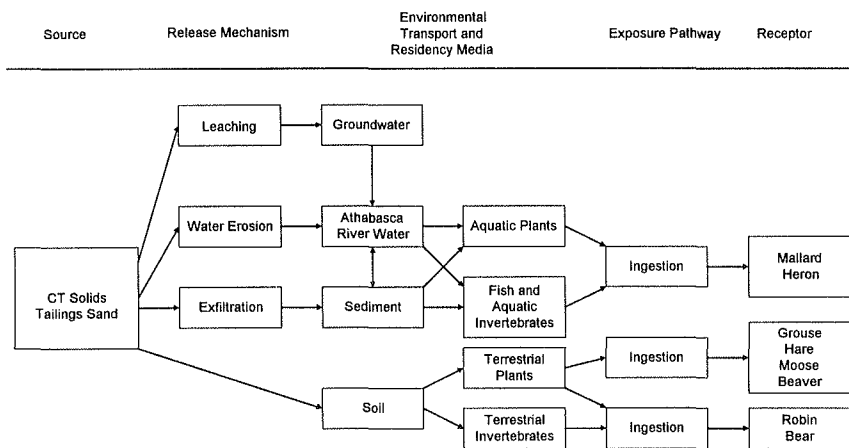 Source
Release Mechanism
Environmental
Transport and
Residency Media
Exposure Pathway
Receptor
Leaching
Groundwater
Water Erosion
Athabasca
River Water
Aquatic Plants
CT Solids
Tailings Sand
Ingestion
Mallard
Heron
Exfiltration
Sediment
Fish and
Aquatic
Invertebrates
Soil
Terrestrial
Plants
Ingestion
Grouse
Hare
Moose
Beaver
Terrestrial
Invertebrates
Ingestion
Robin
Bear